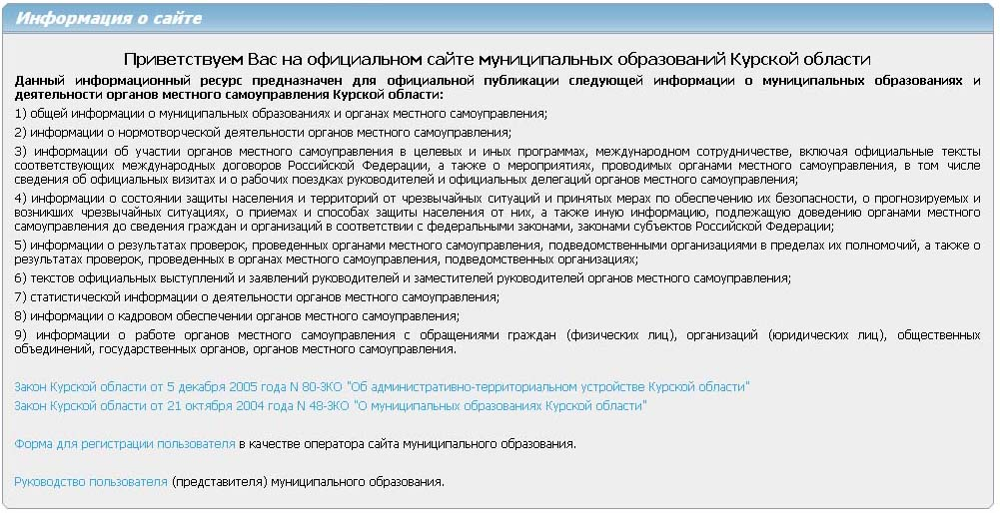 Информация о сайте
Приветствуем Вас на официальном сайте муниципальных образований Курской области
Данный информационный ресурс предназначен для официальной публикации следующей информации о муниципальных образованиях и
деятельности органов местного самоуправления Курской области:
1) общей информации о муниципальных образованиях и органах местного самоуправления;
2) информации о нормотворческой деятельности органов местного самоуправления;
3) информации об участии органов местного самоуправления в целевых и иных программах, международном сотрудничестве, включая официальные тексты
соответствующих международных договоров Российской Федерации, а также о мероприятиях, проводимых органами местного самоуправления, в том числе
сведения об официальных визитах и о рабочих поездках руководителей и официальных делегаций органов местного самоуправления;
4) информации о состоянии защиты населения и территорий от чрезвычайных ситуаций и принятых мерах по обеспечению их безопасности, о прогнозируемых и
возникших чрезвычайных ситуациях, о приемах и способах защиты населения от них, а также иную информацию, подлежащую доведению органами местного
самоуправления до сведения граждан и организаций в соответствии с федеральными законами, законами субъектов Российской Федерации;
5) информации о результатах проверок, проведенных органами местного самоуправления, подведомственными организациями в пределах их полномочий, а также о
результатах проверок, проведенных в органах местного самоуправления, подведомственных организациях;
6) текстов официальных выступлений и заявлений руководителей и заместителей руководителей органов местного самоуправления;
7) статистической информации о деятельности органов местного самоуправления;
8) информации о кадровом обеспечении органов местного самоуправления;
9) информации о работе органов местного самоуправления с обращениями граждан (физических лиц), организаций (юридических лиц), общественных
объединений, государственных органов, органов местного самоуправления.
Закон Курской области от 5 декабря 2005 года N 80-ЗКО "Об административно-территориальном устройстве Курской области"
Закон Курской области от 21 октября 2004 года N 48-ЗКО "О муниципальных образованиях Курской области"
Форма для регистрации пользователя в качестве оператора сайта муниципального образования.
Руководство пользователя (представителя) муниципального образования.